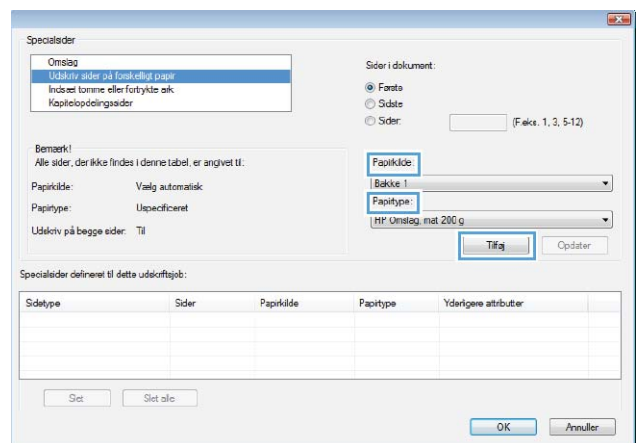 Specialsider
Omslag
Udskriv sider på forskelligt papir
Indsæt tomme eller fortrykte ark
Kapitelopdelingssider
Sider i dokument:
Første
Sidste
Sider:
(F.eks. 1, 3, 5-12)
Bemærk!
Alle sider, der ikke findes i denne tabel, er angivet til:
Papirkilde:
Vælg automatisk
Papirtype:
Uspecificeret
Udskriv på begge sider:
Til
Papirkilde:
Bakke 1
Papirtype:
HP Omslag, mat 200 g
Tilføj
Opdater
Specialsider defineret til dette udskriftsjob:
Sidetype
Sider
Papirkilde
Papirtype
Yderligere attributter
Slet
Slet alle
OK
Annuller